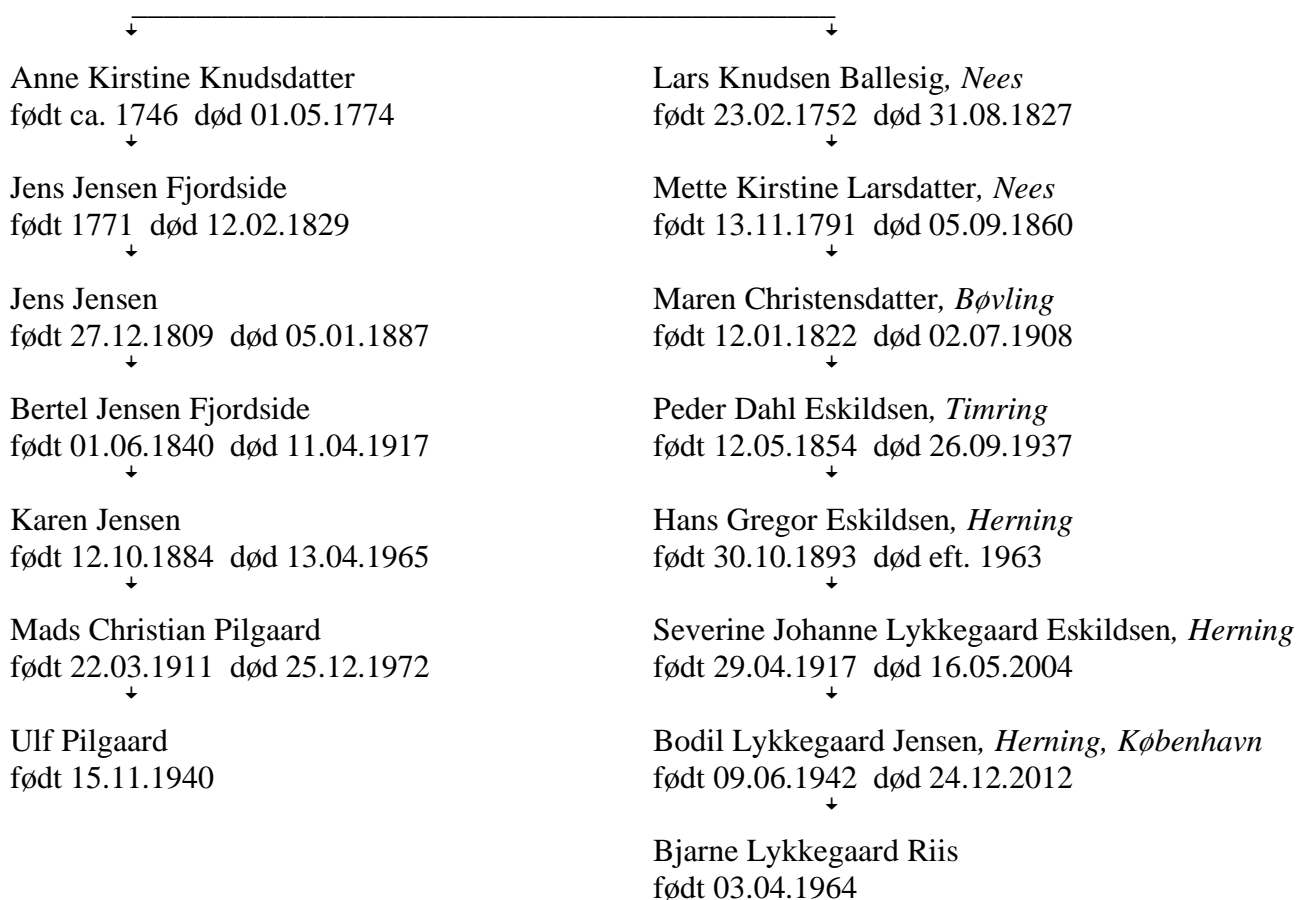 Anne Kirstine Knudsdatter
født ca. 1746 død 01.05.1774
Jens Jensen Fjordside
født 1771 død 12.02.1829
Jens Jensen
født 27.12.1809 død 05.01.1887
Bertel Jensen Fjordside
født 01.06.1840 død 11.04.1917
Karen Jensen
født 12.10.1884 død 13.04.1965
Mads Christian Pilgaard
født 22.03.1911 død 25.12.1972
Ulf Pilgaard
født 15.11.1940
Lars Knudsen Ballesig, Nees
født 23.02.1752 død 31.08.1827
Mette Kirstine Larsdatter, Nees
født 13.11.1791 død 05.09.1860
Maren Christensdatter, Bøvling
født 12.01.1822 død 02.07.1908
Peder Dahl Eskildsen, Timring
født 12.05.1854 død 26.09.1937
Hans Gregor Eskildsen, Herning
født 30.10.1893 død eft. 1963
Severine Johanne Lykkegaard Eskildsen, Herning
født 29.04.1917 død 16.05.2004
Bodil Lykkegaard Jensen, Herning, København
født 09.06.1942 død 24.12.2012
Bjarne Lykkegaard Riis
født 03.04.1964